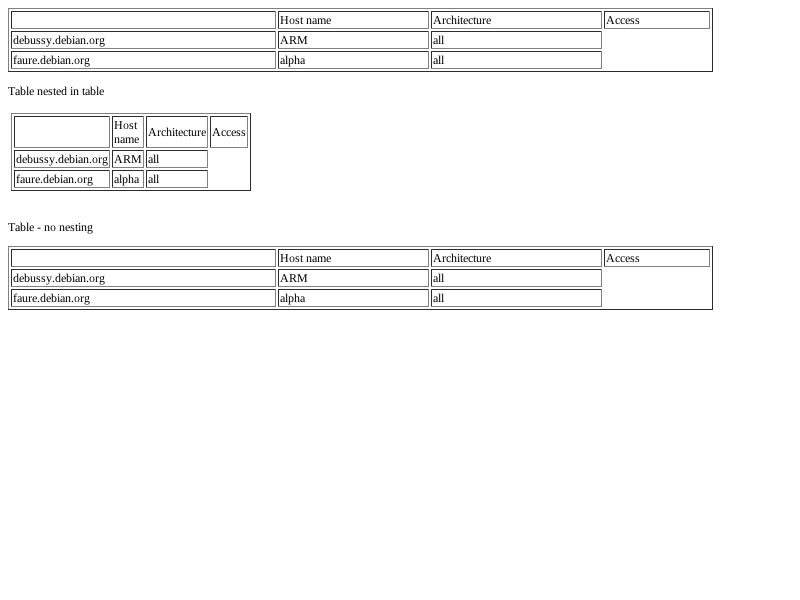 Host name Architecture Access
debussy.debian.org ARM all
faure.debian.org alpha all
Table nested in table
Host
name Architecture Access
debussy.debian.org ARM all
faure.debian.org alpha all
Table - no nesting
Host name Architecture Access
debussy.debian.org ARM all
faure.debian.org alpha all